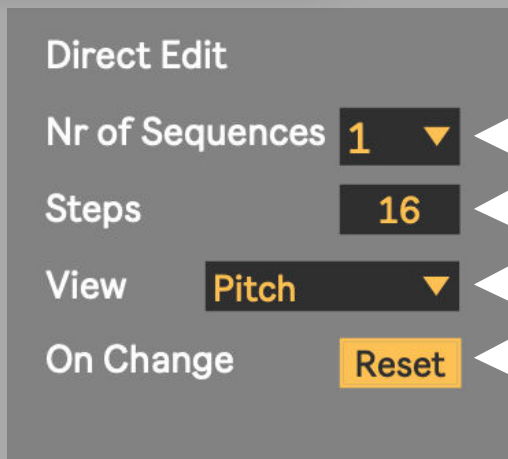 Direct Edit
Nr of Sequences 1
Steps 16
View Pitch
On Change Reset